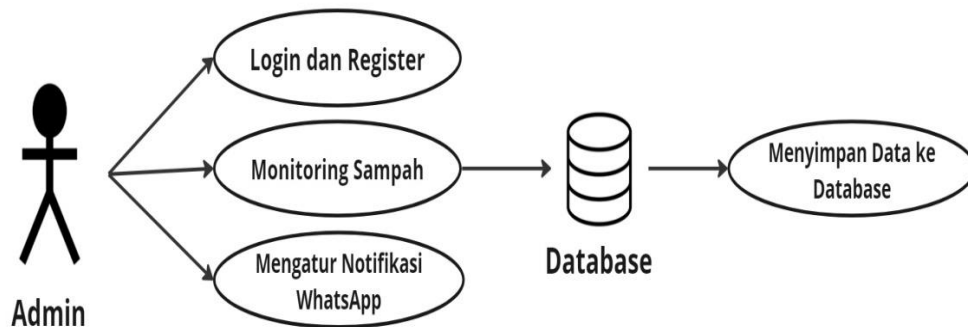 Login dan Register
Monitoring Sampah
Menyimpan Data ke
Database
Mengatur Notifikasi
WhatsApp
Database
Admin